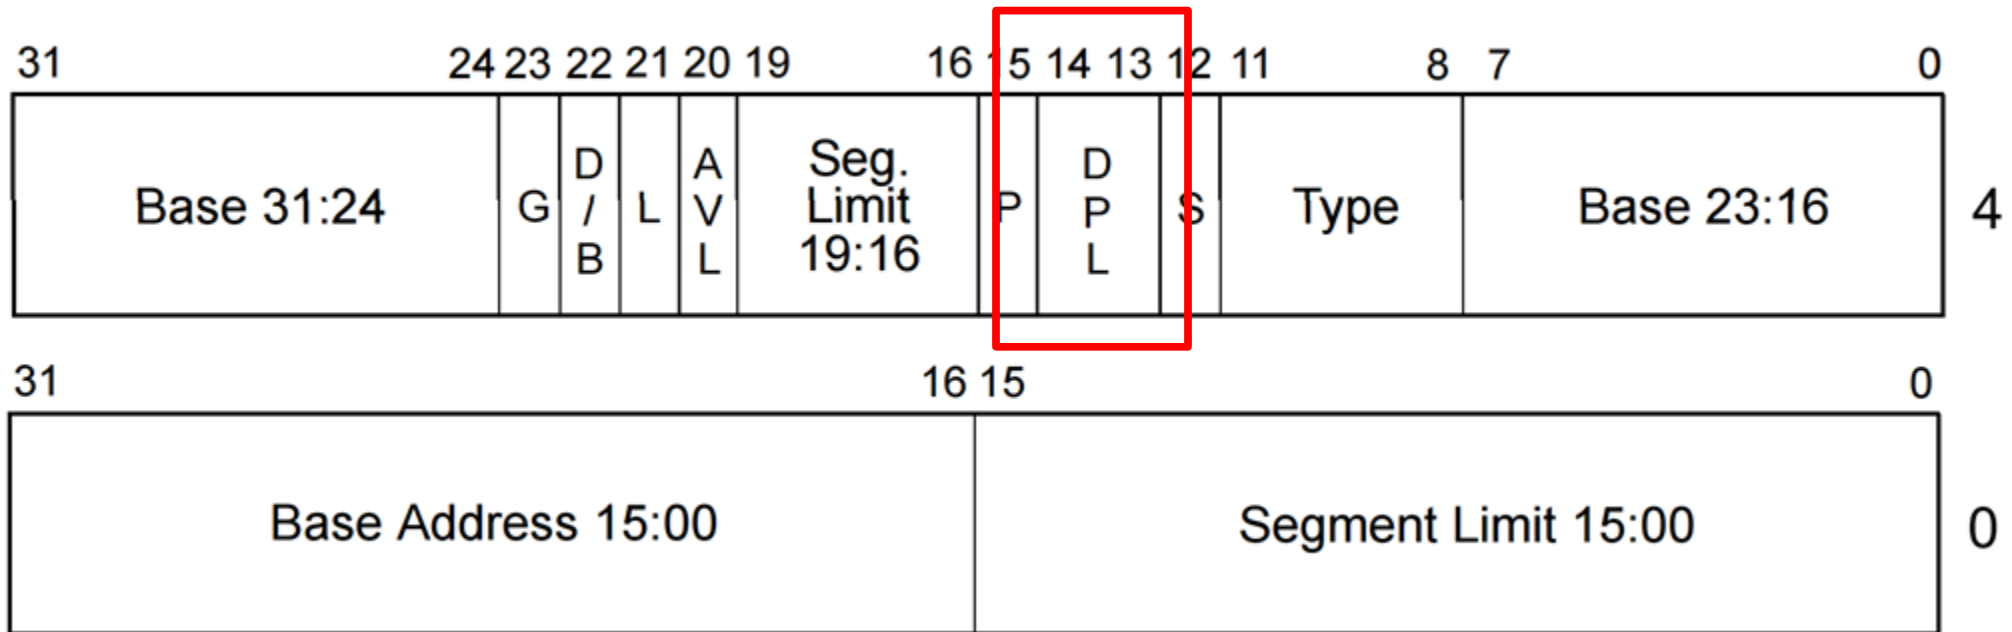 31 24 23 22 21 20 19 16 15 14 13 12 11 8 7 0
Base 31:24 G D/B L AVL Seg. Limit 19:16 P DPL S Type Base 23:16 4
31 16 15 0
Base Address 15:00 Segment Limit 15:00 0